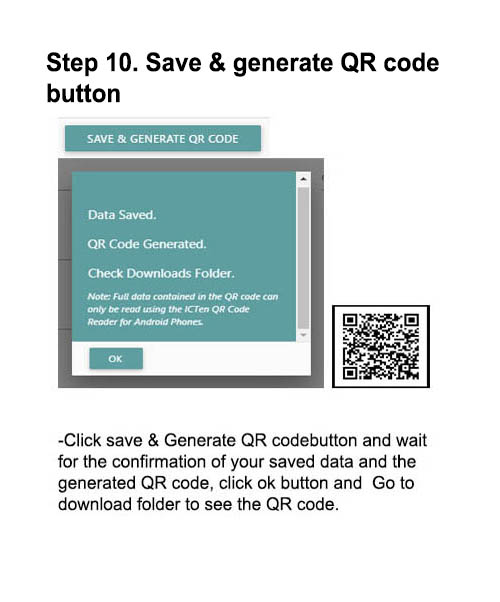 Step 10. Save & generate QR code
button
SAVE & GENERATE QR CODE
Data Saved.
QR Code Generated.
Check Downloads Folder.
Note: Full data contained in the QR code can
only be read using the ICTen QR Code
Reader for Android Phones.
OK
-Click save & Generate QR codebutton and wait
for the confirmation of your saved data and the
generated QR code, click ok button and  Go to
download folder to see the QR code.